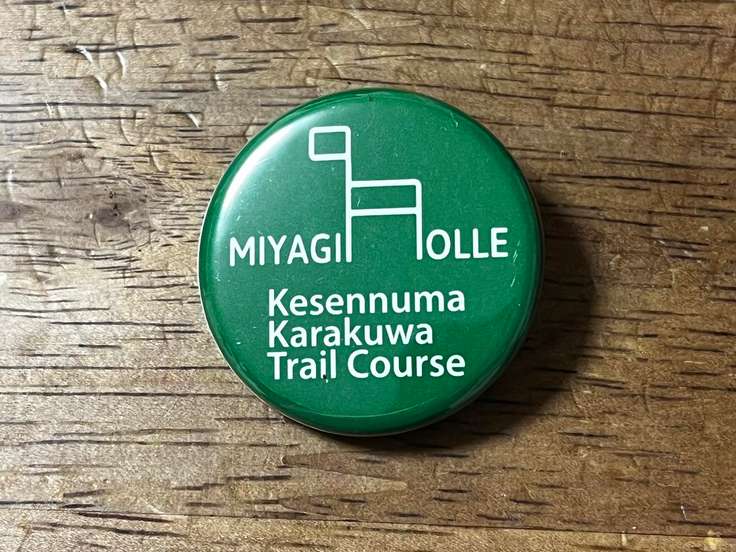 MIYAGI OLLE
Kesennuma
Karakuwa
Trail Course